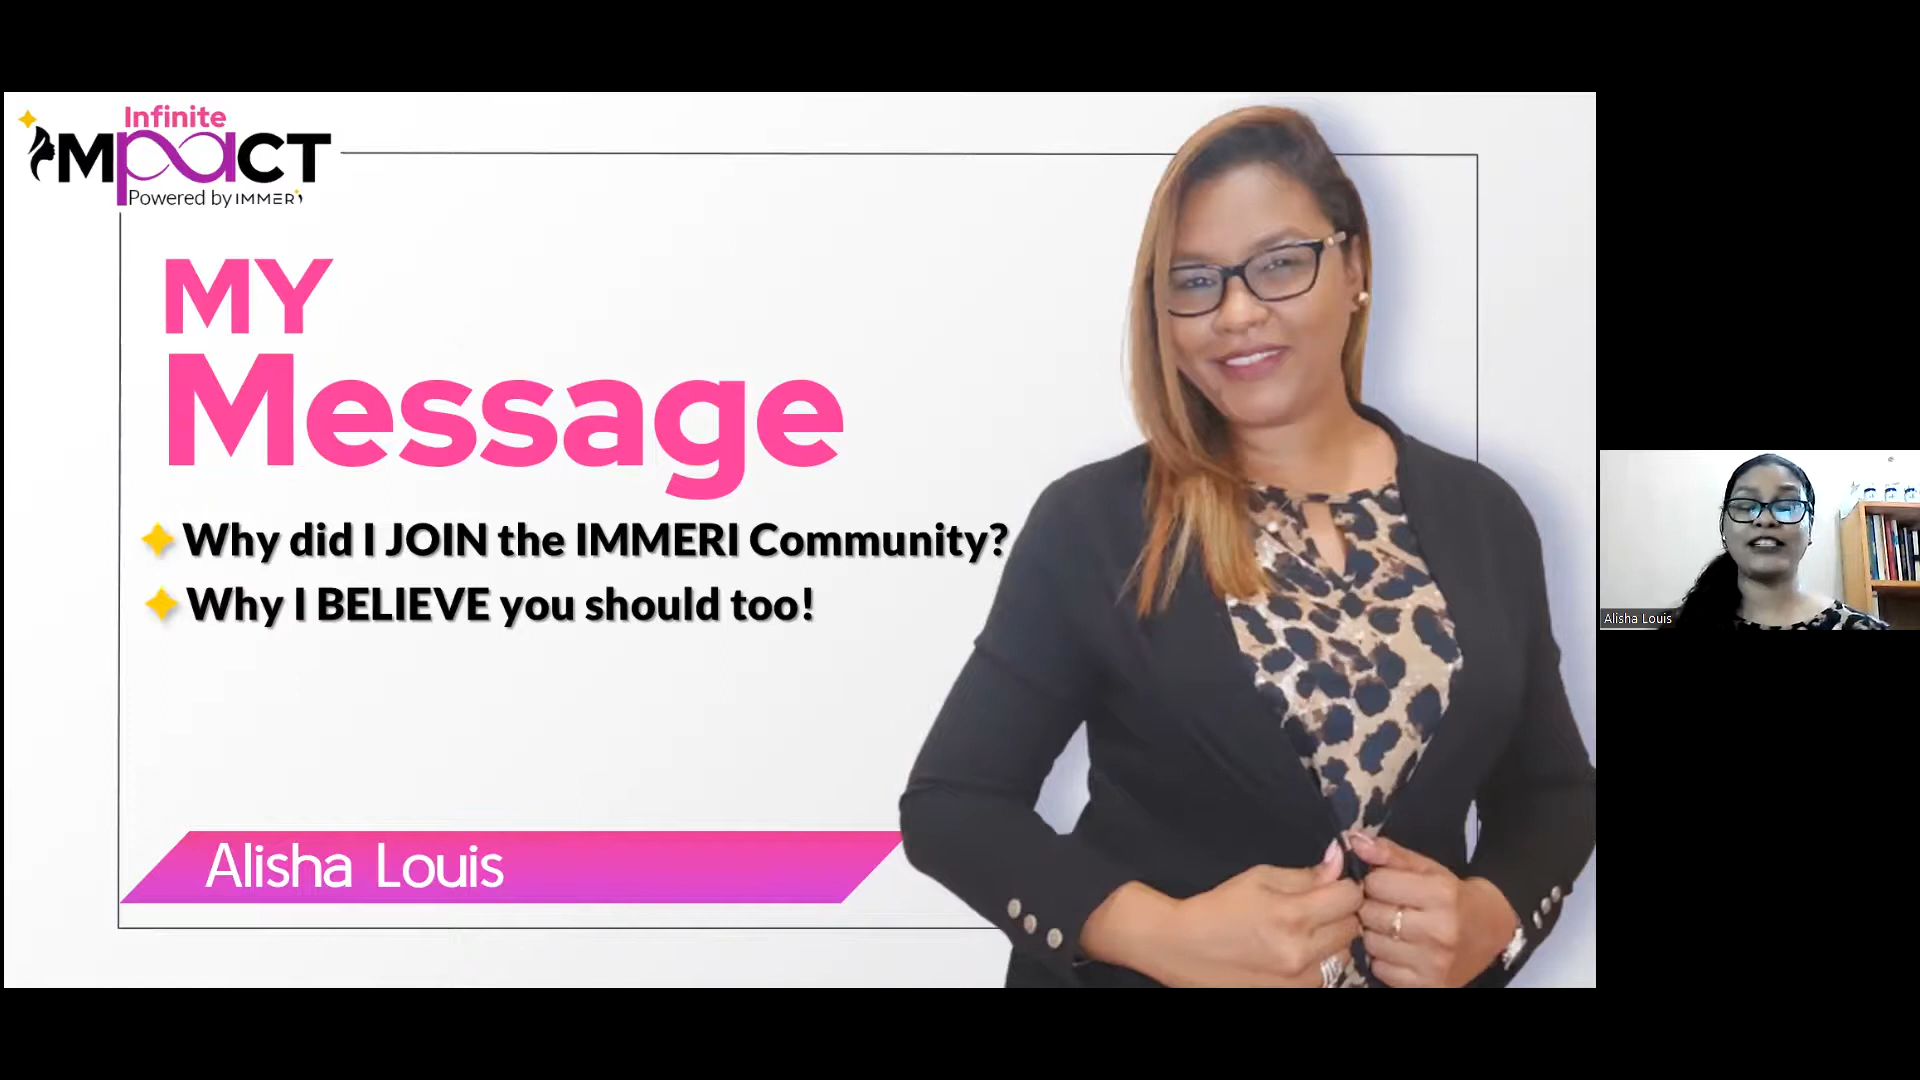 Infinite
iMPACT
Powered by IMMERI
MY
Message
Why did I JOIN the IMMERI Community?
Why I BELIEVE you should too!
Alisha Louis
Alisha Louis